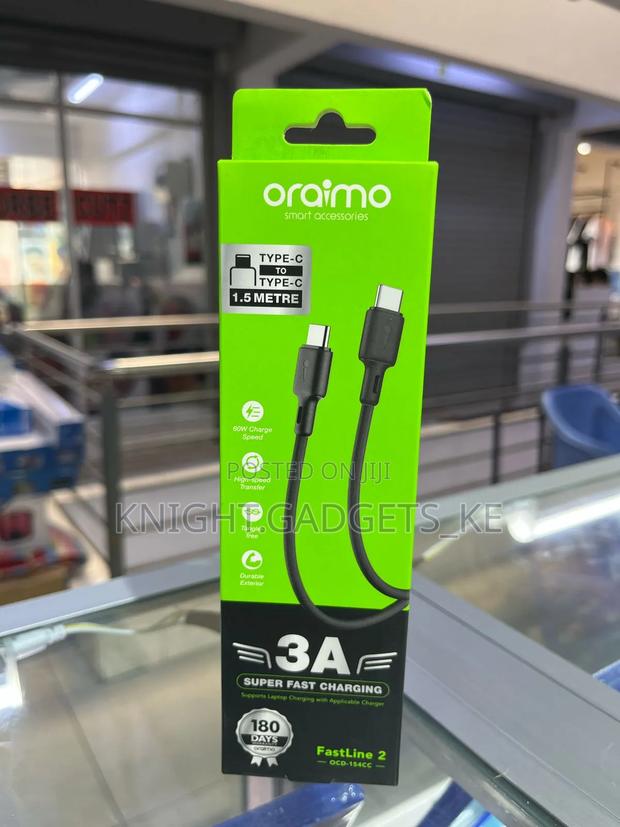 oraimo
smart accessories
TYPE-C
TO
TYPE-C
1.5 METRE
60W Charge
Speed
POSTED ON JIJI
High-speed
Transfer
KNIGHT GADGETS_KE
Tangle
free
Durable
Exterior
3A
SUPER FAST CHARGING
Supports Laptop Charging with Applicable Charger
180
DAYS
oraimo
FastLine 2
OCD-154CC